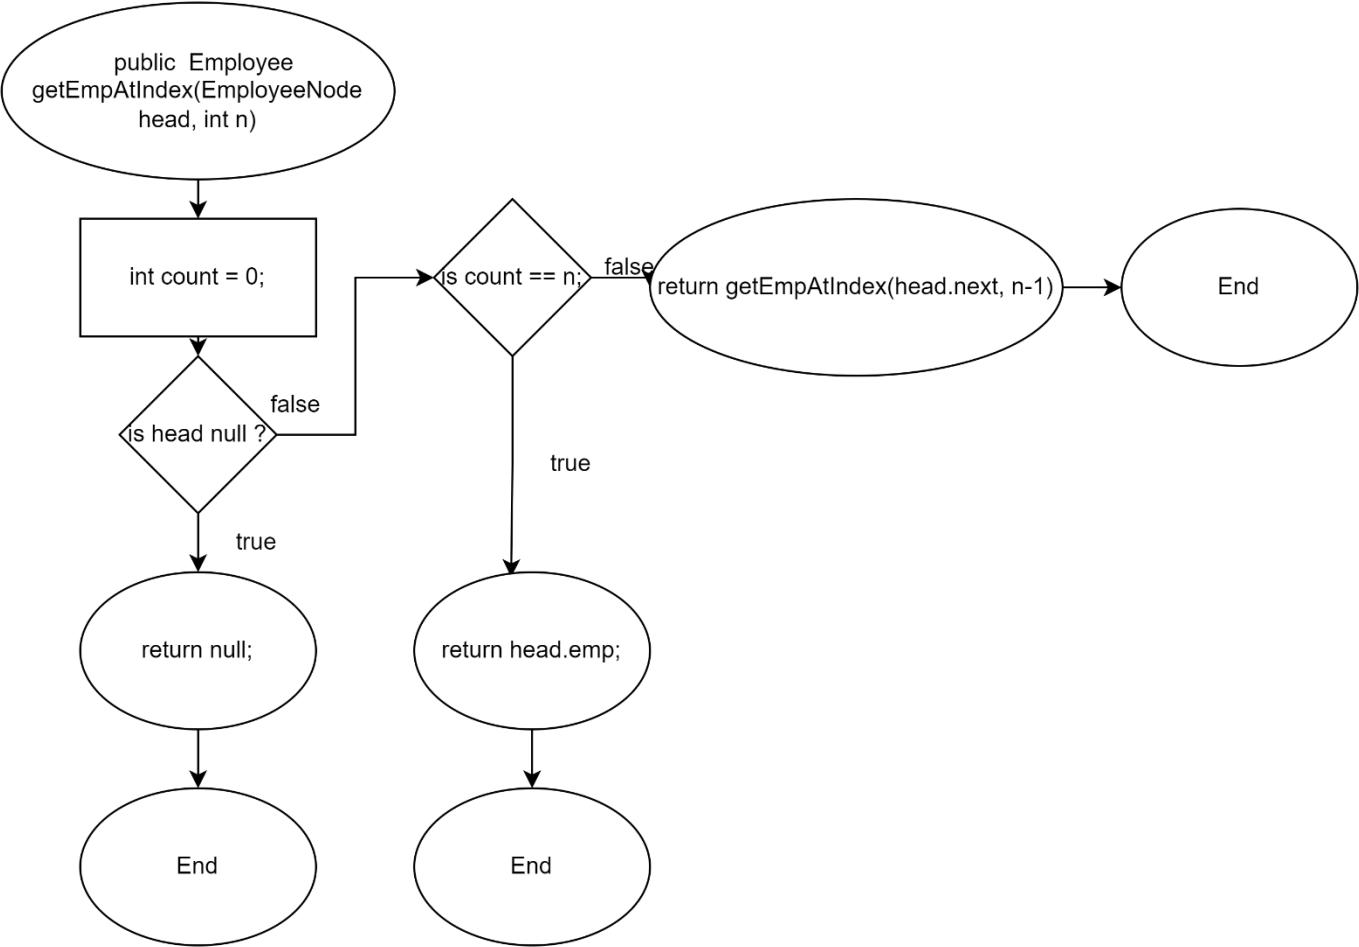 public  Employee
getEmpAtIndex(EmployeeNode
head, int n)
int count = 0;
is head null ?
false
true
return null;
End
is count == n;
false
true
return head.emp;
End
return getEmpAtIndex(head.next, n-1)
End